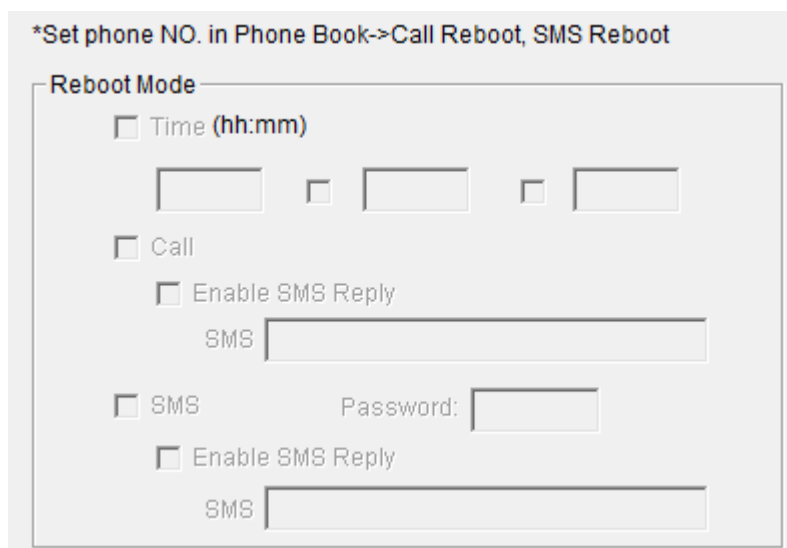 *Set phone NO. in Phone Book->Call Reboot, SMS Reboot
Reboot Mode
Time (hh:mm)
Call
Enable SMS Reply
SMS
SMS Password:
Enable SMS Reply
SMS